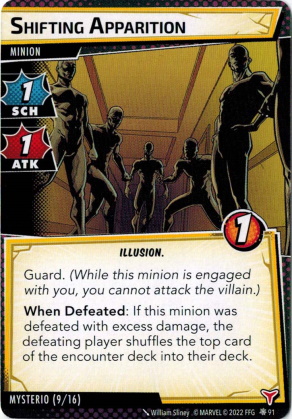 SHIFTING APPARITION
MINION
1
SCH
1
ATK
1
ILLUSION.
Guard. (While this minion is engaged
with you, you cannot attack the villain.)
When Defeated: If this minion was
defeated with excess damage, the
defeating player shuffles the top card
of the encounter deck into their deck.
MYSTERIO (9/16)
William Sliney © MARVEL © 2022 FFG 91